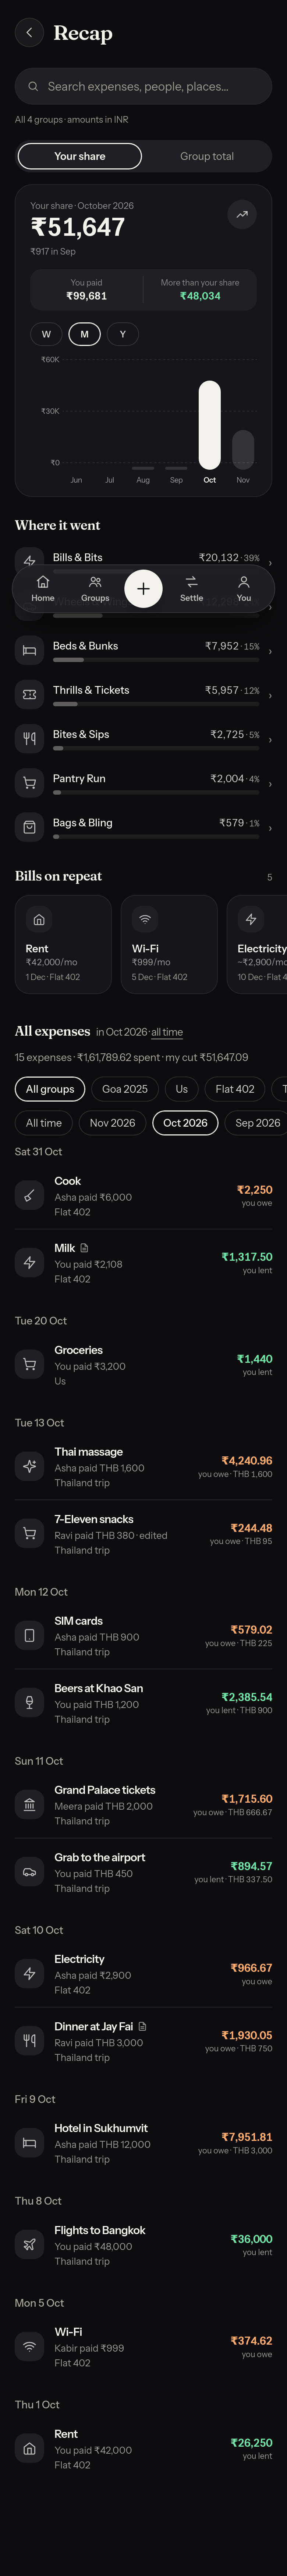 Recap
Search expenses, people, places...
All 4 groups · amounts in INR
Your share
Group total
Your share · October 2026
₹51,647
₹917 in Sep
You paid
₹99,681
More than your share
₹48,034
W
M
Y
₹60K
₹30K
₹0
Jun
Jul
Aug
Sep
Oct
Nov
Where it went
Bills & Bits
₹20,132 · 39%
Home
Groups
Settle
You
Beds & Bunks
₹7,952 · 15%
Thrills & Tickets
₹5,957 · 12%
Bites & Sips
₹2,725 · 5%
Pantry Run
₹2,004 · 4%
Bags & Bling
₹579 · 1%
Bills on repeat
5
Rent
₹42,000/mo
1 Dec · Flat 402
Wi-Fi
₹999/mo
5 Dec · Flat 402
Electricity
~₹2,900/mo
10 Dec · Flat 4
All expenses in Oct 2026 · all time
15 expenses · ₹1,61,789.62 spent · my cut ₹51,647.09
All groups
Goa 2025
Us
Flat 402
T
All time
Nov 2026
Oct 2026
Sep 2026
Sat 31 Oct
Cook
Asha paid ₹6,000
Flat 402
₹2,250
you owe
Milk
You paid ₹2,108
Flat 402
₹1,317.50
you lent
Tue 20 Oct
Groceries
You paid ₹3,200
Us
₹1,440
you lent
Tue 13 Oct
Thai massage
Asha paid THB 1,600
Thailand trip
₹4,240.96
you owe · THB 1,600
7-Eleven snacks
Ravi paid THB 380 · edited
Thailand trip
₹244.48
you owe · THB 95
Mon 12 Oct
SIM cards
Asha paid THB 900
Thailand trip
₹579.02
you owe · THB 225
Beers at Khao San
You paid THB 1,200
Thailand trip
₹2,385.54
you lent · THB 900
Sun 11 Oct
Grand Palace tickets
Meera paid THB 2,000
Thailand trip
₹1,715.60
you owe · THB 666.67
Grab to the airport
You paid THB 450
Thailand trip
₹894.57
you lent · THB 337.50
Sat 10 Oct
Electricity
Asha paid ₹2,900
Flat 402
₹966.67
you owe
Dinner at Jay Fai
Ravi paid THB 3,000
Thailand trip
₹1,930.05
you owe · THB 750
Fri 9 Oct
Hotel in Sukhumvit
Asha paid THB 12,000
Thailand trip
₹7,951.81
you owe · THB 3,000
Thu 8 Oct
Flights to Bangkok
You paid ₹48,000
Thailand trip
₹36,000
you lent
Mon 5 Oct
Wi-Fi
Kabir paid ₹999
Flat 402
₹374.62
you owe
Thu 1 Oct
Rent
You paid ₹42,000
Flat 402
₹26,250
you lent